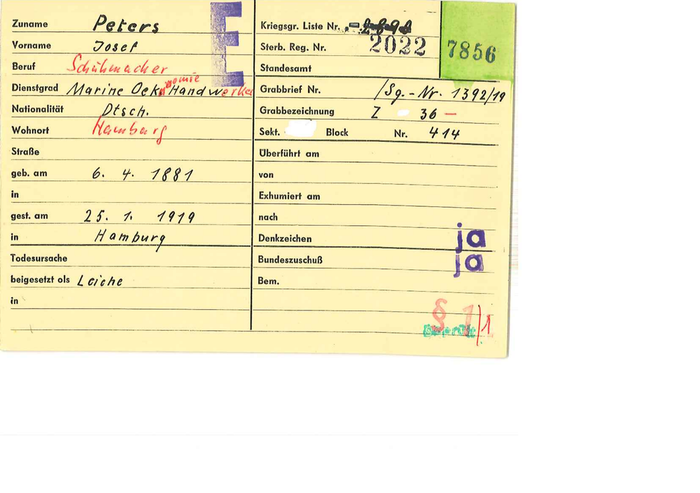 Zuname Peters
Vorname Josef
Beruf Schuhmacher
Dienstgrad Marine Oek.omie Handwerker
Nationalität Dtsch.
Wohnort Hamburg
Straße
geb. am 6. 4. 1881
in
gest. am 25. 1. 1919
in Hamburg
Todesursache
beigesetzt als Leiche
in
E
Kriegsgr. Liste Nr.
Sterb. Reg. Nr. 2022
7856
Standesamt
Grabbrief Nr. /Sg.-Nr. 1392/19
Grabbezeichnung Z 36 —
Sekt. Block Nr. 414
Überführt am
von
Exhumiert am
nach
Denkzeichen ja
Bundeszuschuß ja
Bem.
§ 1/1